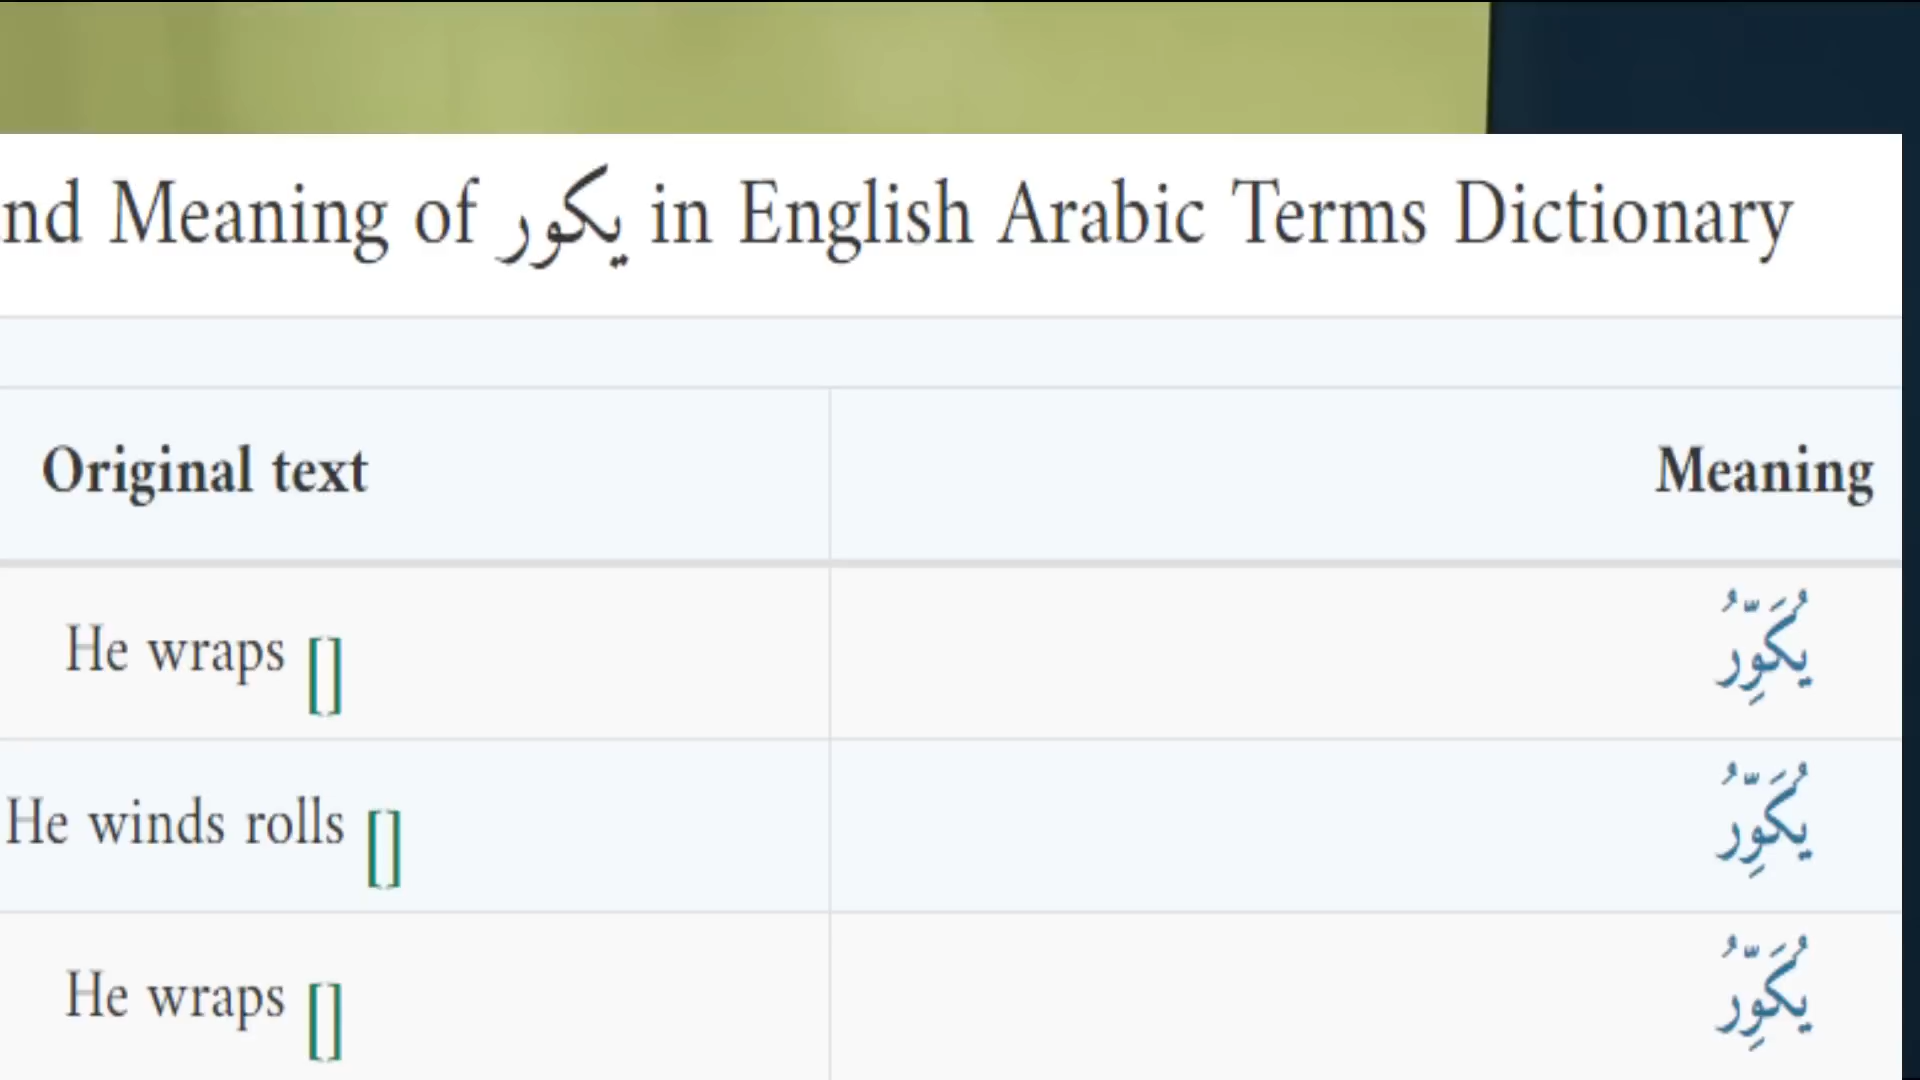 nd Meaning of يكور in English Arabic Terms Dictionary
Original text Meaning
He wraps [] يُكَوِّرُ
He winds rolls [] يُكَوِّرُ
He wraps [] يُكَوِّرُ